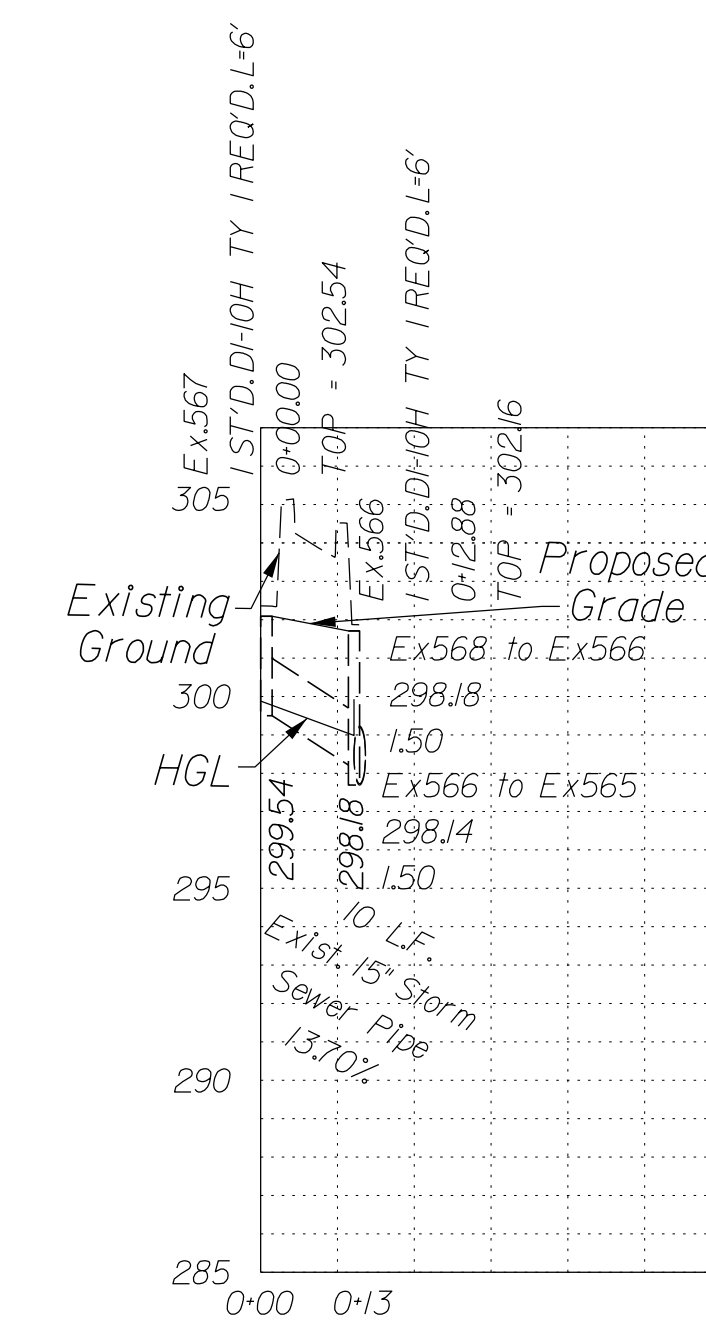 Ex.567
1 ST'D. DI-10H TY 1 REQ'D. L=6'
0+00.00
TOP = 302.54
Ex.566
1 ST'D. DI-10H TY 1 REQ'D. L=6'
0+12.88
TOP = 302.16
305
Existing
Ground
Proposed
Grade
Ex568 to Ex566
298.18
1.50
300
HGL
Ex566 to Ex565
298.14
1.50
299.54
298.18
295
10 L.F.
Exist. 15" Storm
Sewer Pipe
13.70%
290
285
0+00
0+13